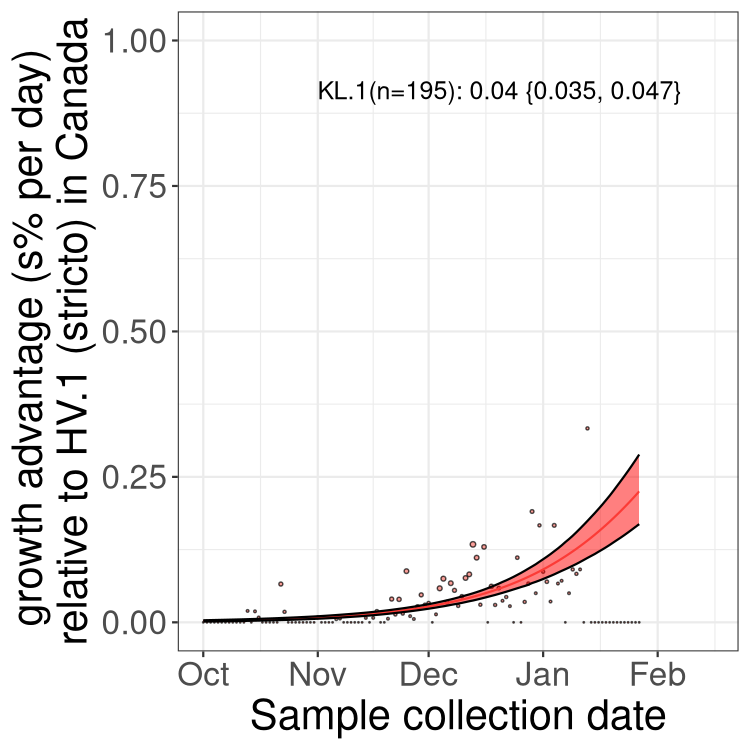 growth advantage (s% per day)
relative to HV.1 (stricto) in Canada
1.00
0.75
0.50
0.25
0.00
KL.1(n=195): 0.04 {0.035, 0.047}
Oct Nov Dec Jan Feb
Sample collection date